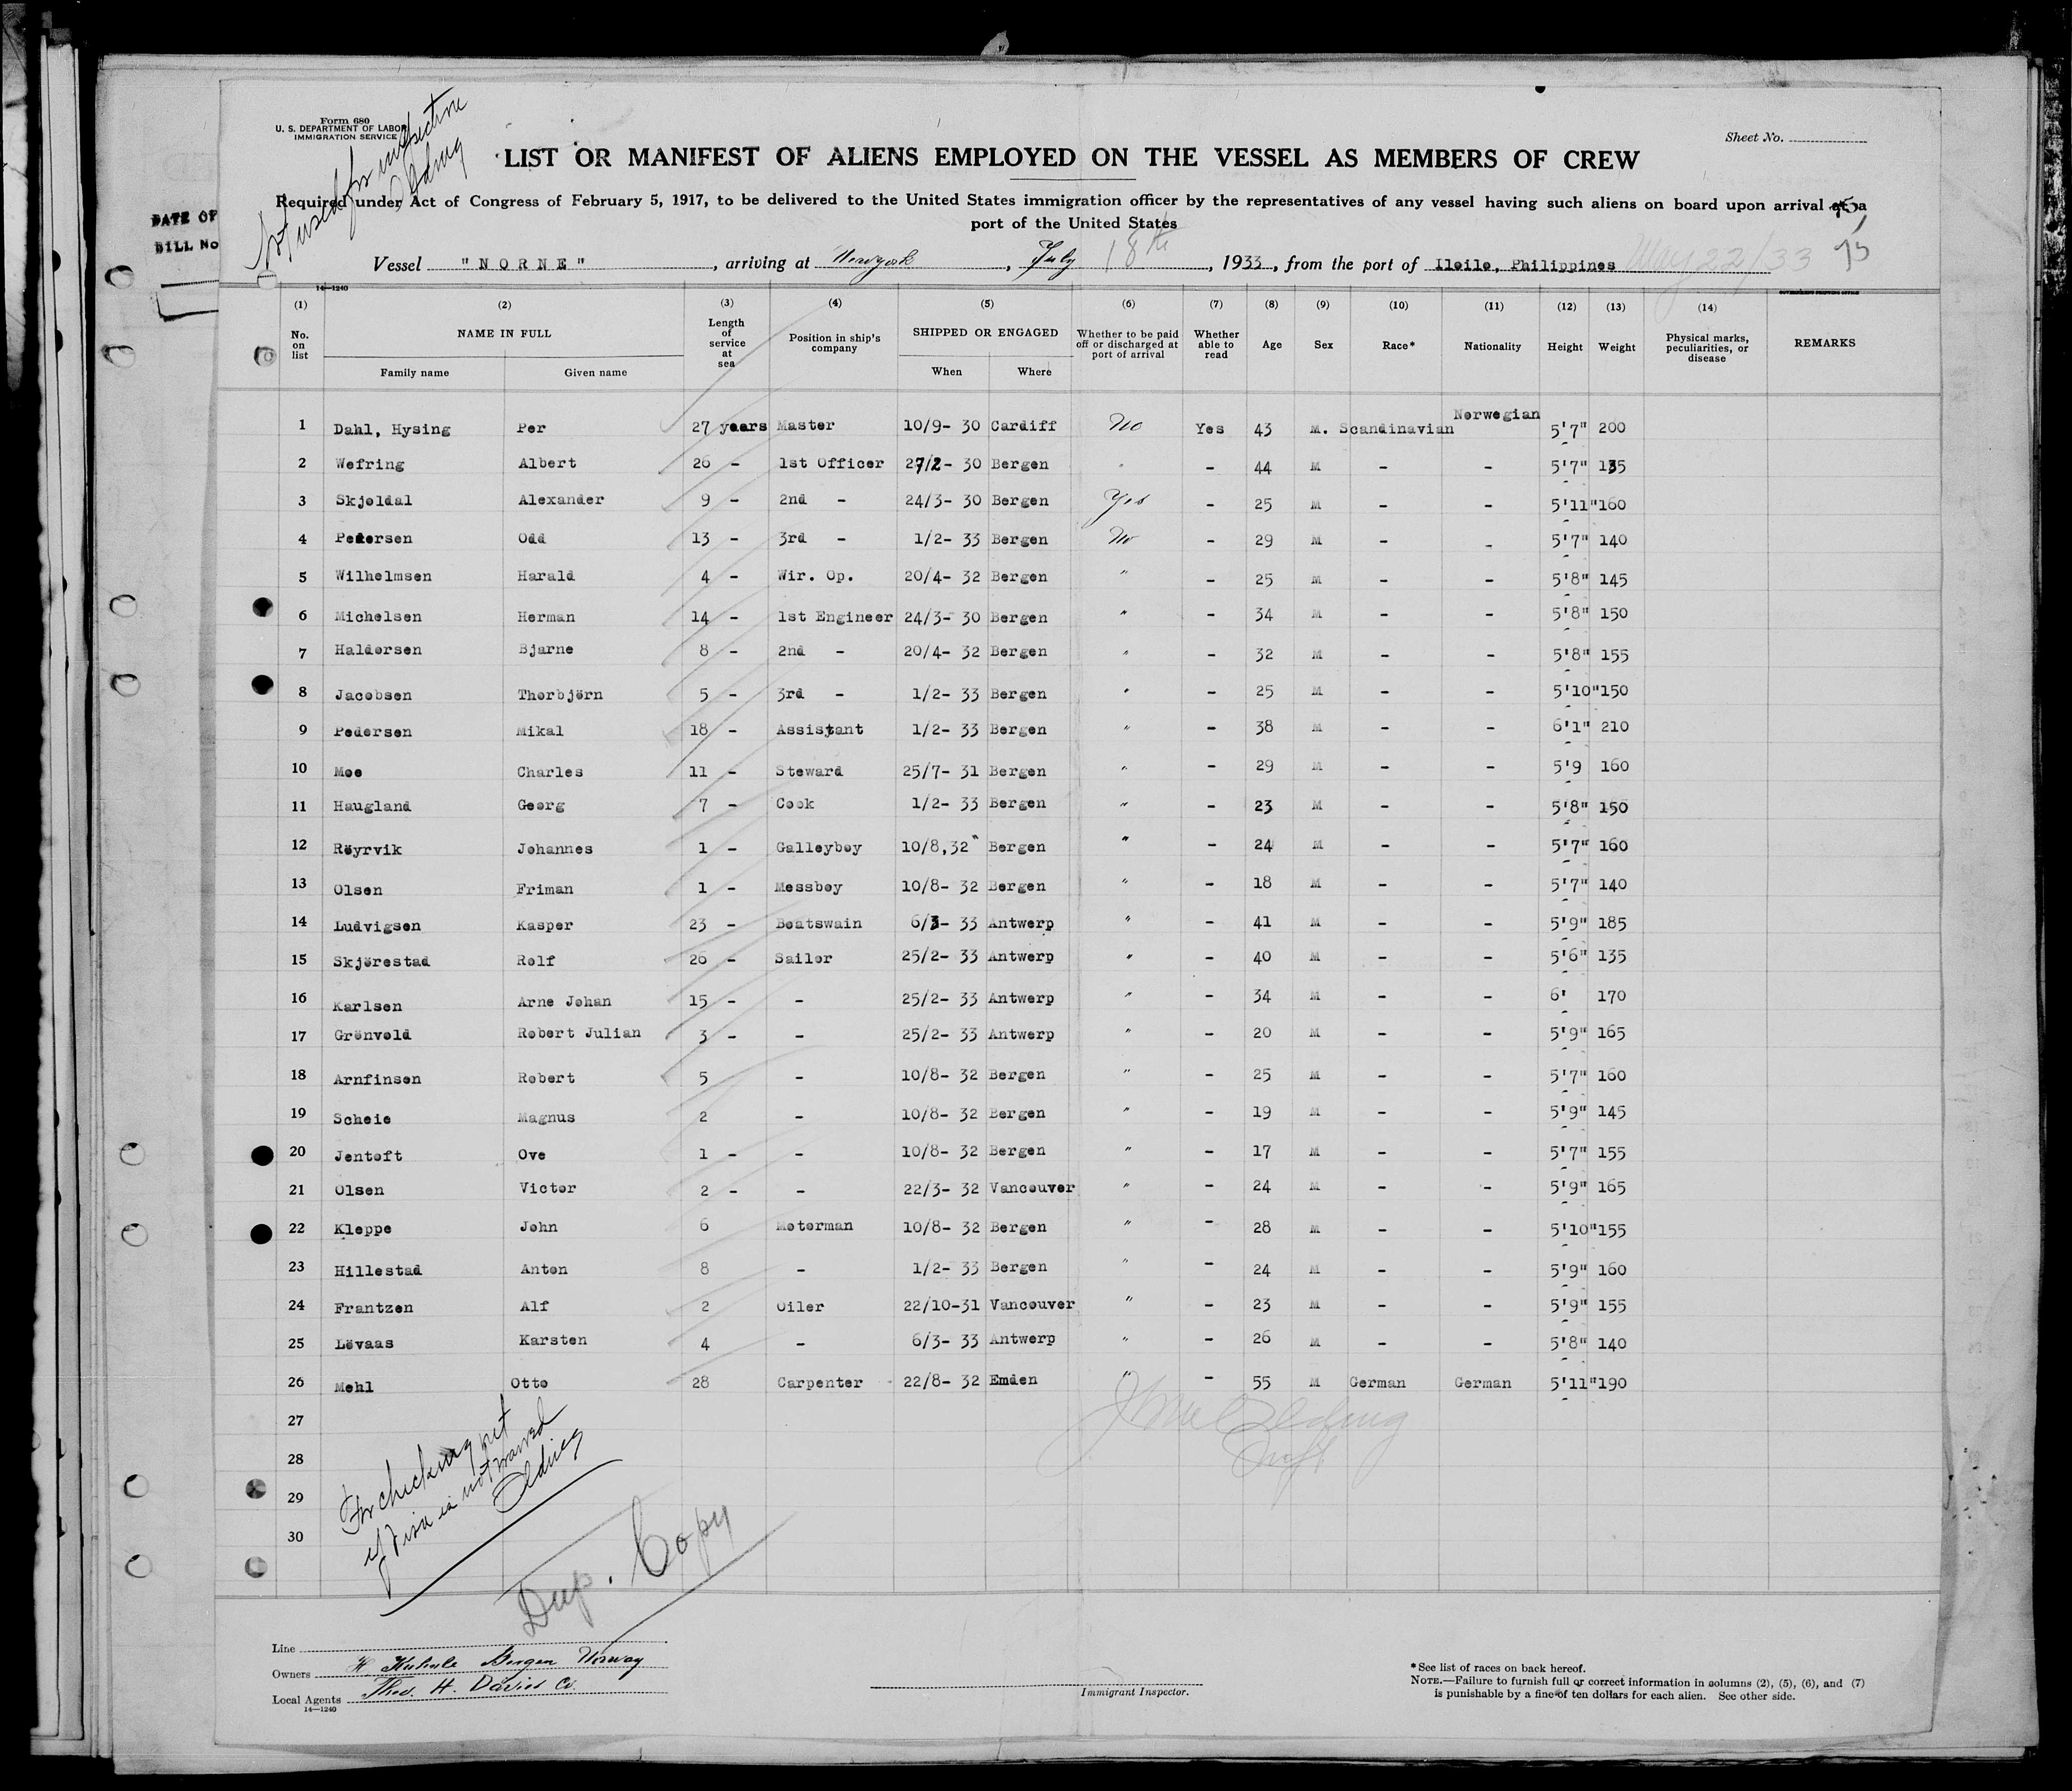 Form 680
U. S. DEPARTMENT OF LABOR
IMMIGRATION SERVICE
Sheet No.
LIST OR MANIFEST OF ALIENS EMPLOYED ON THE VESSEL AS MEMBERS OF CREW
Required under Act of Congress of February 5, 1917, to be delivered to the United States immigration officer by the representatives of any vessel having such aliens on board upon arrival at a
port of the United States
DATE OF
BILL No
Vessel "NORNE", arriving at Newyork, July 18th, 1933, from the port of Iloilo, Philippines May 22/33
14—1240
(1) (2) (3) (4) (5) (6) (7) (8) (9) (10) (11) (12) (13) (14)
No. on list NAME IN FULL Family name Given name Length of service at sea Position in ship's company SHIPPED OR ENGAGED When Where Whether to be paid off or discharged at port of arrival Whether able to read Age Sex Race* Nationality Height Weight Physical marks, peculiarities, or disease REMARKS
1 Dahl, Hysing Per 27 years Master 10/9- 30 Cardiff No Yes 43 M. Scandinavian Norwegian 5'7" 200
2 Wefring Albert 26 - 1st Officer 27/2- 30 Bergen " - 44 M - - 5'7" 135
3 Skjoldal Alexander 9 - 2nd - 24/3- 30 Bergen Yes - 25 M - - 5'11" 160
4 Petersen Odd 13 - 3rd - 1/2- 33 Bergen No - 29 M - - 5'7" 140
5 Wilhelmsen Harald 4 - Wir. Op. 20/4- 32 Bergen " - 25 M - - 5'8" 145
6 Michelsen Herman 14 - 1st Engineer 24/3- 30 Bergen " - 34 M - - 5'8" 150
7 Haldorsen Bjarne 8 - 2nd - 20/4- 32 Bergen " - 32 M - - 5'8" 155
8 Jacobsen Thorbjörn 5 - 3rd - 1/2- 33 Bergen " - 25 M - - 5'10" 150
9 Pedersen Mikal 18 - Assistant 1/2- 33 Bergen " - 38 M - - 6'1" 210
10 Moe Charles 11 - Steward 25/7- 31 Bergen " - 29 M - - 5'9 160
11 Haugland Georg 7 - Cook 1/2- 33 Bergen " - 23 M - - 5'8" 150
12 Röyrvik Johannes 1 - Galleyboy 10/8,32" Bergen " - 24 M - - 5'7" 160
13 Olsen Friman 1 - Messboy 10/8- 32 Bergen " - 18 M - - 5'7" 140
14 Ludvigsen Kasper 23 - Boatswain 6/3- 33 Antwerp " - 41 M - - 5'9" 185
15 Skjörestad Rolf 26 - Sailor 25/2- 33 Antwerp " - 40 M - - 5'6" 135
16 Karlsen Arne Johan 15 - - 25/2- 33 Antwerp " - 34 M - - 6' 170
17 Grönvold Robert Julian 3 - - 25/2- 33 Antwerp " - 20 M - - 5'9" 165
18 Arnfinsen Robert 5 - 10/8- 32 Bergen " - 25 M - - 5'7" 160
19 Scheie Magnus 2 - 10/8- 32 Bergen " - 19 M - - 5'9" 145
20 Jentoft Ove 1 - - 10/8- 32 Bergen " - 17 M - - 5'7" 155
21 Olsen Victor 2 - - 22/3- 32 Vancouver " - 24 M - - 5'9" 165
22 Kleppe John 6 Motorman 10/8- 32 Bergen " - 28 M - - 5'10" 155
23 Hillestad Anton 8 - 1/2- 33 Bergen " - 24 M - - 5'9" 160
24 Frantzen Alf 2 Oiler 22/10-31 Vancouver " - 23 M - - 5'9" 155
25 Lövaas Karsten 4 - 6/3- 33 Antwerp " - 26 M - - 5'8" 140
26 Mehl Otto 28 Carpenter 22/8- 32 Emden " - 55 M German German 5'11" 190
27
28
29
30
For checking
if visa is not
Dup. Copy
Line
Owners Bergen Norway
Local Agents Theo. H. Davies Co.
14—1240
Immigrant Inspector.
*See list of races on back hereof.
NOTE.—Failure to furnish full or correct information in columns (2), (5), (6), and (7)
is punishable by a fine of ten dollars for each alien. See other side.